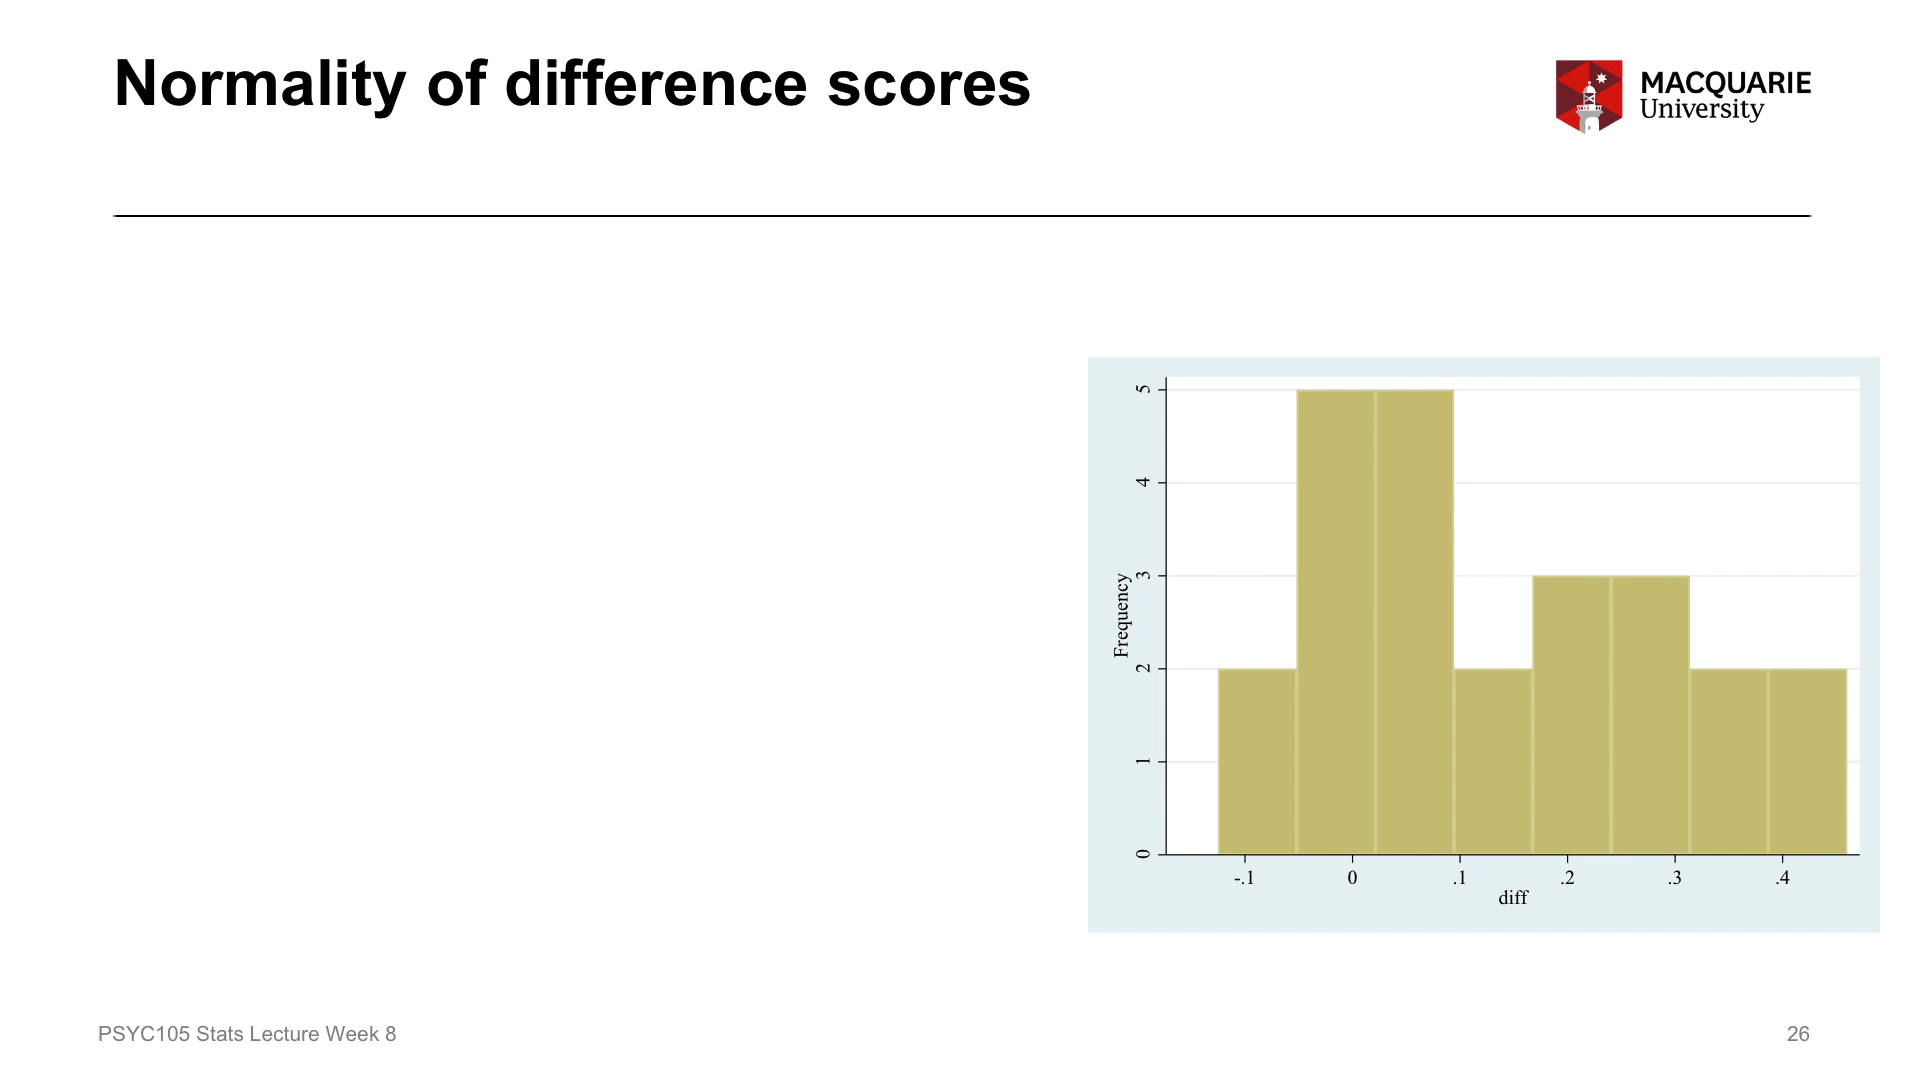 Normality of difference scores
MACQUARIE
University
5
4
3
2
1
0
Frequency
-.1 0 .1 .2 .3 .4
diff
PSYC105 Stats Lecture Week 8
26